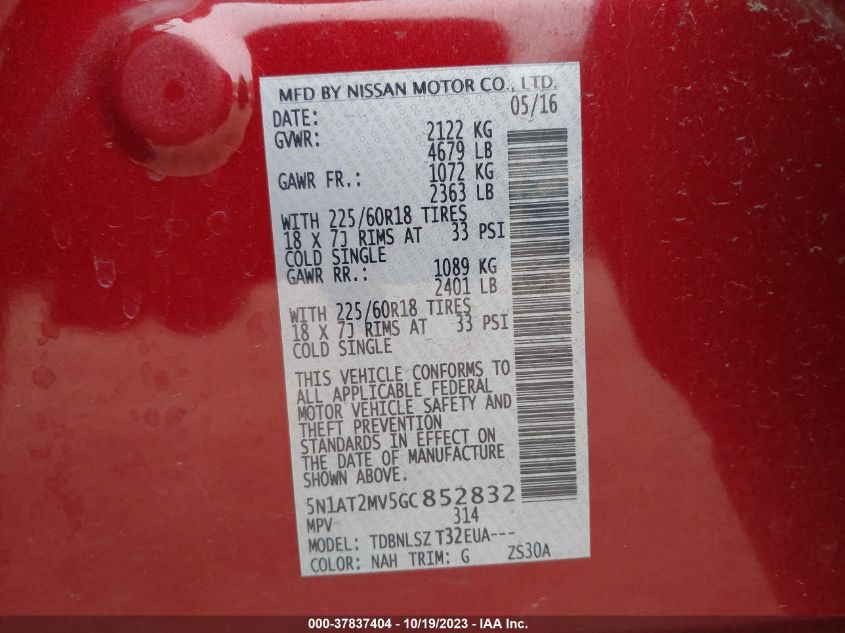 MFD BY NISSAN MOTOR CO., LTD.
DATE: 05/16
GVWR: 2122 KG
4679 LB
GAWR FR.: 1072 KG
2363 LB
WITH 225/60R18 TIRES
18 X 7J RIMS AT 33 PSI
COLD SINGLE
GAWR RR.: 1089 KG
2401 LB
WITH 225/60R18 TIRES
18 X 7J RIMS AT 33 PSI
COLD SINGLE
THIS VEHICLE CONFORMS TO
ALL APPLICABLE FEDERAL
MOTOR VEHICLE SAFETY AND
THEFT PREVENTION
STANDARDS IN EFFECT ON
THE DATE OF MANUFACTURE
SHOWN ABOVE.
5N1AT2MV5GC852832
MPV 314
MODEL: TDBNLSZ T32EUA---
COLOR: NAH TRIM: G ZS30A
000-37837404 - 10/19/2023 - IAA Inc.